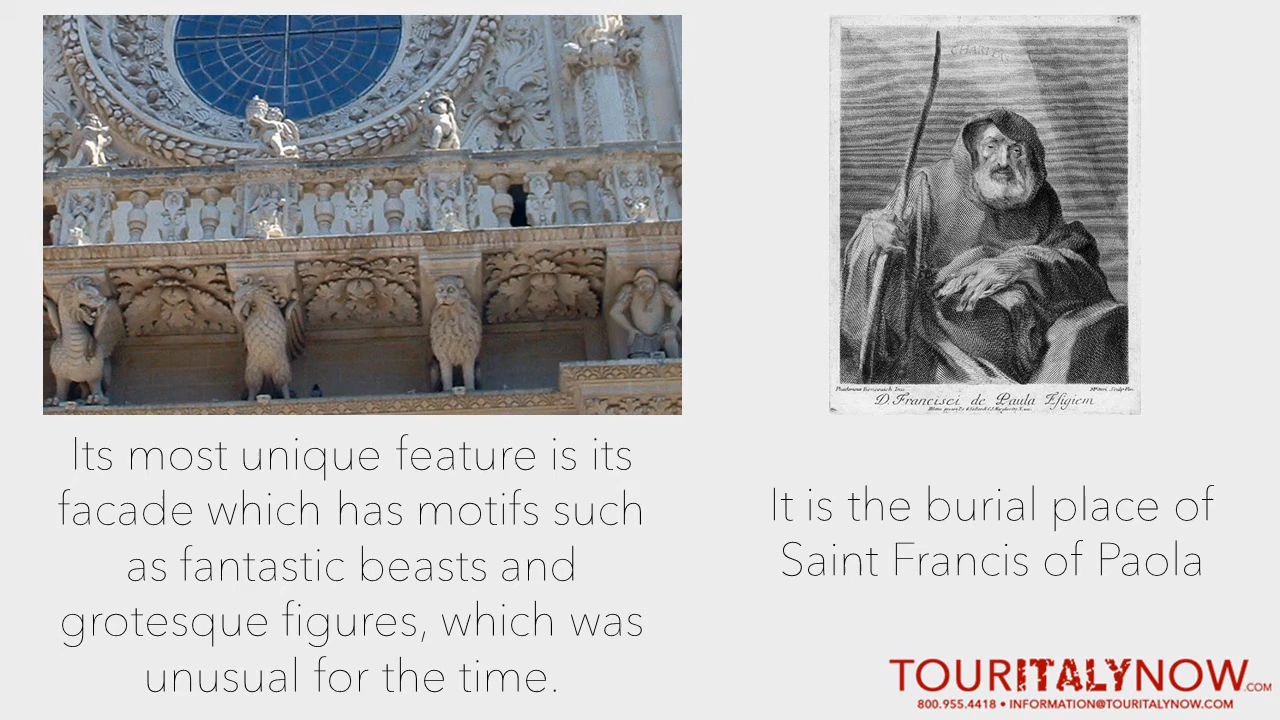 Its most unique feature is its
facade which has motifs such
as fantastic beasts and
grotesque figures, which was
unusual for the time.
D. Francisci de Paula Effigiem
It is the burial place of
Saint Francis of Paola
TOURITALYNOW.COM
800.955.4418 • INFORMATION@TOURITALYNOW.COM